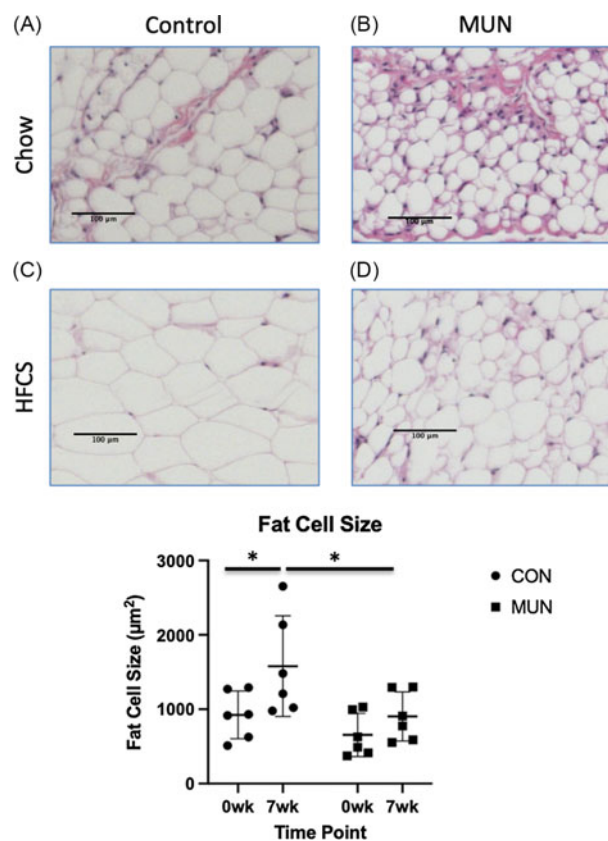 (A) Control (B) MUN
Chow
100 µm
100 µm
(C) (D)
HFCS
100 µm
100 µm
Fat Cell Size
* *
CON
MUN
Fat Cell Size (µm²)
3000
2000
1000
0
0wk 7wk 0wk 7wk
Time Point